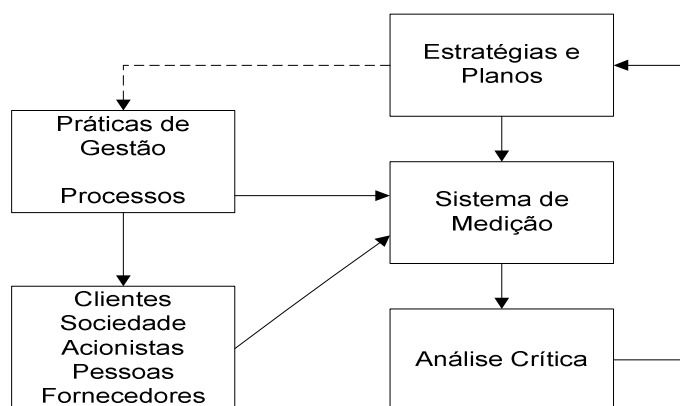 Estratégias e
Planos
Práticas de
Gestão
Processos
Sistema de
Medição
Clientes
Sociedade
Acionistas
Pessoas
Fornecedores
Análise Crítica